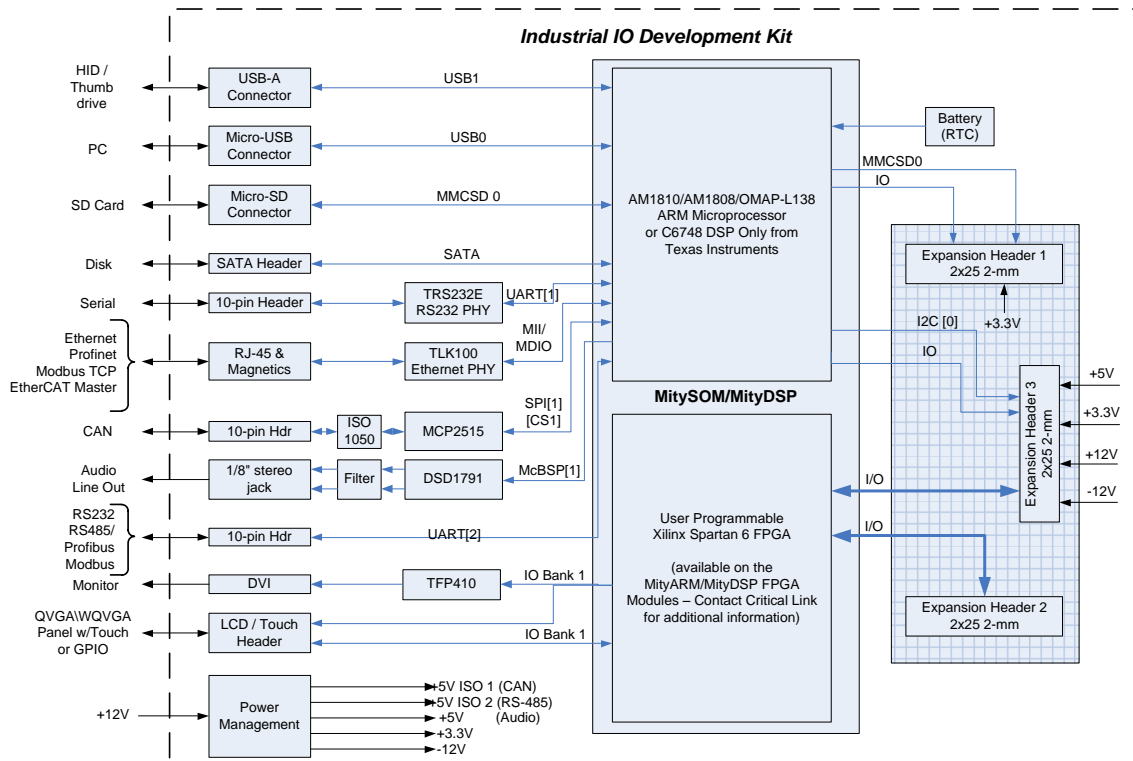 Industrial IO Development Kit
HID /
Thumb
drive
USB-A
Connector
USB1
PC
Micro-USB
Connector
USB0
SD Card
Micro-SD
Connector
MMCSD 0
Disk
SATA Header
SATA
Serial
10-pin Header
TRS232E
RS232 PHY
UART[1]
Ethernet
Profinet
Modbus TCP
EtherCAT Master
RJ-45 &
Magnetics
TLK100
Ethernet PHY
MII/
MDIO
CAN
10-pin Hdr
ISO
1050
MCP2515
SPI[1]
[CS1]
Audio
Line Out
1/8" stereo
jack
Filter
DSD1791
McBSP[1]
RS232
RS485/
Profibus
Modbus
10-pin Hdr
UART[2]
Monitor
DVI
TFP410
IO Bank 1
QVGA\WQVGA
Panel w/Touch
or GPIO
LCD / Touch
Header
IO Bank 1
+12V
Power
Management
+5V ISO 1 (CAN)
+5V ISO 2 (RS-485)
+5V (Audio)
+3.3V
-12V
AM1810/AM1808/OMAP-L138
ARM Microprocessor
or C6748 DSP Only from
Texas Instruments
MitySOM/MityDSP
User Programmable
Xilinx Spartan 6 FPGA
(available on the
MityARM/MityDSP FPGA
Modules – Contact Critical Link
for additional information)
Battery
(RTC)
MMCSD0
IO
Expansion Header 1
2x25 2-mm
+3.3V
I2C [0]
IO
Expansion Header 3
2x25 2-mm
+5V
+3.3V
+12V
-12V
I/O
I/O
Expansion Header 2
2x25 2-mm